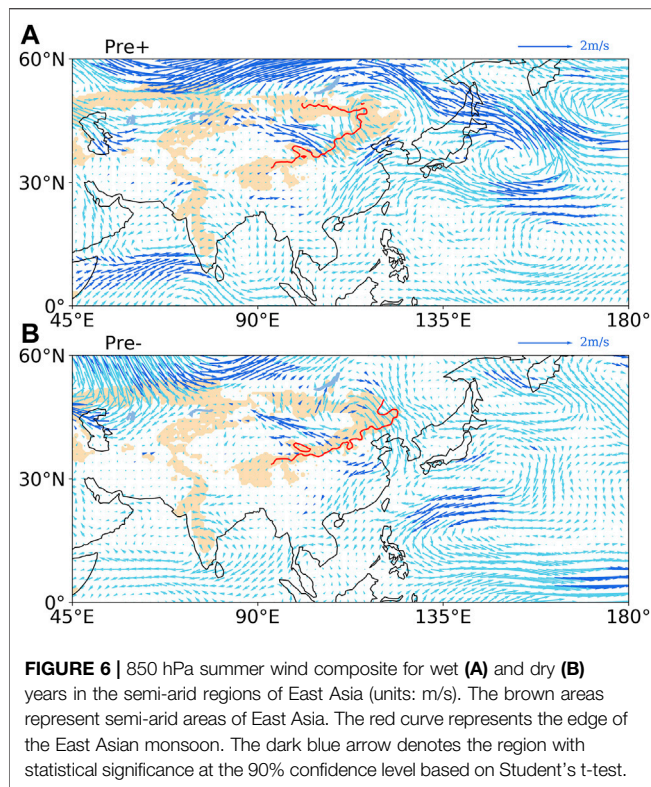 A
Pre+
2m/s
60°N
30°N
0°
45°E
90°E
135°E
180°
B
Pre-
2m/s
60°N
30°N
0°
45°E
90°E
135°E
180°
FIGURE 6 | 850 hPa summer wind composite for wet (A) and dry (B)
years in the semi-arid regions of East Asia (units: m/s). The brown areas
represent semi-arid areas of East Asia. The red curve represents the edge of
the East Asian monsoon. The dark blue arrow denotes the region with
statistical significance at the 90% confidence level based on Student's t-test.